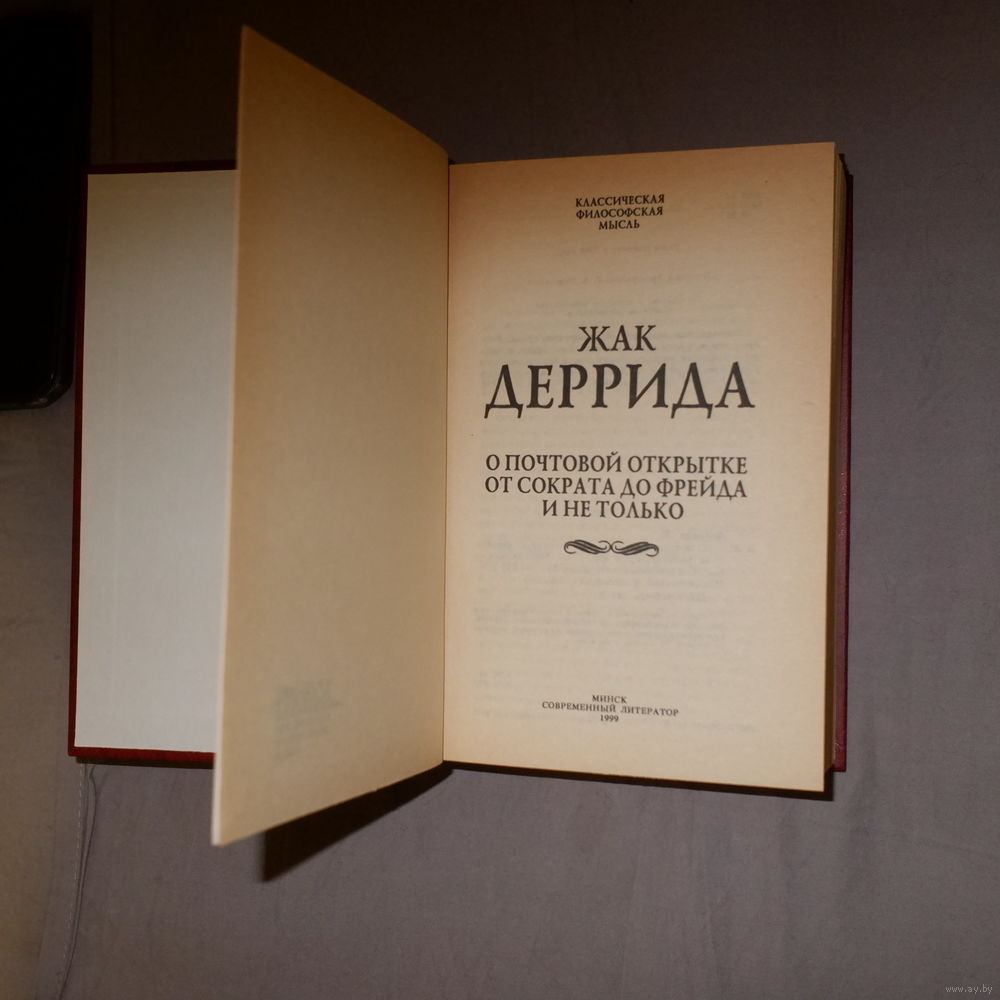 КЛАССИЧЕСКАЯ
ФИЛОСОФСКАЯ
МЫСЛЬ
ЖАК
ДЕРРИДА
О ПОЧТОВОЙ ОТКРЫТКЕ
ОТ СОКРАТА ДО ФРЕЙДА
И НЕ ТОЛЬКО
МИНСК
СОВРЕМЕННЫЙ ЛИТЕРАТОР
1999
www.ay.by